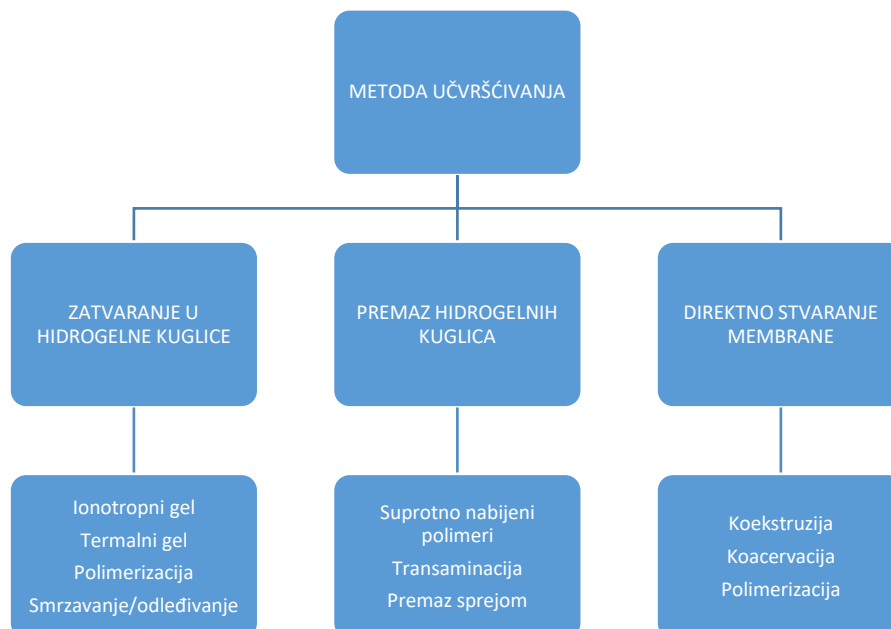 METODA UČVRŠĆIVANJA
ZATVARANJE U
HIDROGELNE KUGLICE
PREMAZ HIDROGELNIH
KUGLICA
DIREKTNO STVARANJE
MEMBRANE
Ionotropni gel
Termalni gel
Polimerizacija
Smrzavanje/odleđivanje
Suprotno nabijeni
polimeri
Transaminacija
Premaz sprejom
Koekstruzija
Koacervacija
Polimerizacija